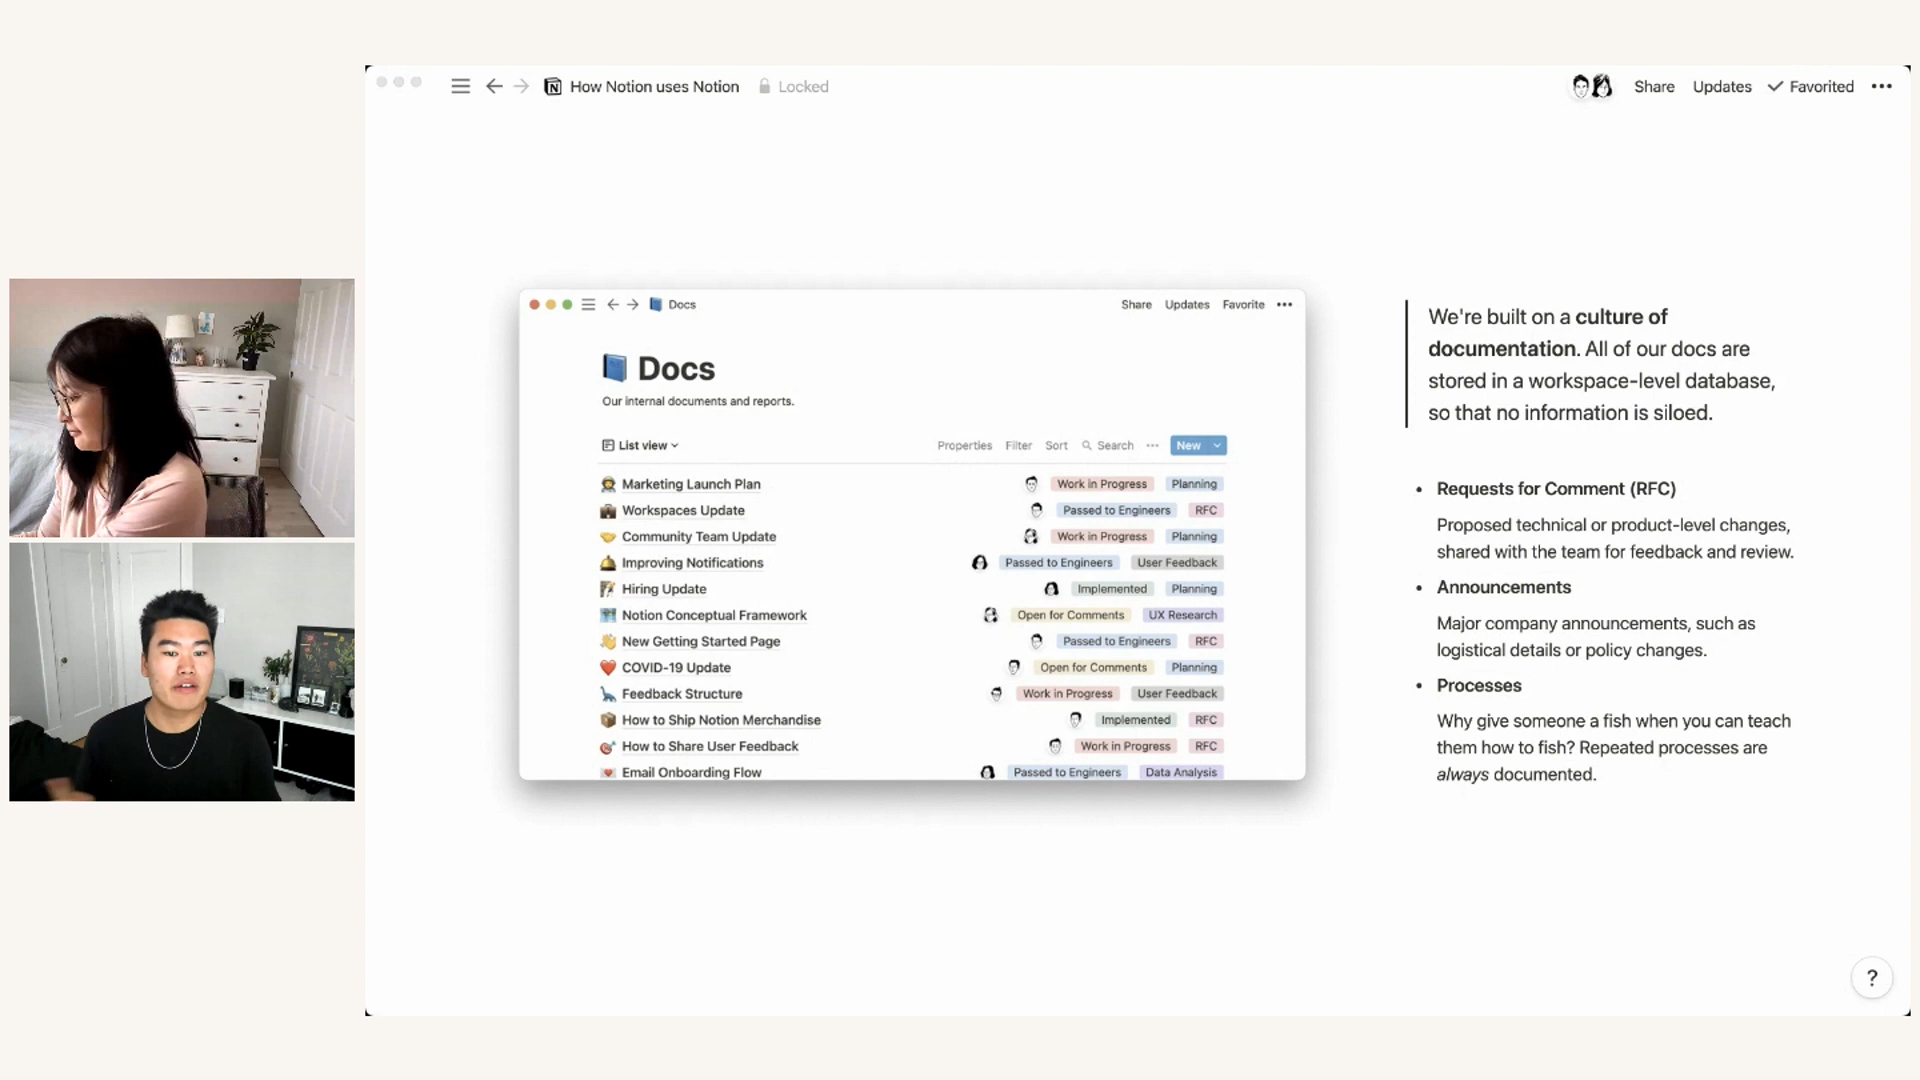 How Notion uses Notion Locked Share Updates Favorited
Docs Share Updates Favorite
Docs
Our internal documents and reports.
List view Properties Filter Sort Search New
Marketing Launch Plan Work in Progress Planning
Workspaces Update Passed to Engineers RFC
Community Team Update Work in Progress Planning
Improving Notifications Passed to Engineers User Feedback
Hiring Update Implemented Planning
Notion Conceptual Framework Open for Comments UX Research
New Getting Started Page Passed to Engineers RFC
COVID-19 Update Open for Comments Planning
Feedback Structure Work in Progress User Feedback
How to Ship Notion Merchandise Implemented RFC
How to Share User Feedback Work in Progress RFC
Email Onboarding Flow Passed to Engineers Data Analysis
We're built on a culture of
documentation. All of our docs are
stored in a workspace-level database,
so that no information is siloed.
• Requests for Comment (RFC)
Proposed technical or product-level changes,
shared with the team for feedback and review.
• Announcements
Major company announcements, such as
logistical details or policy changes.
• Processes
Why give someone a fish when you can teach
them how to fish? Repeated processes are
always documented.
?